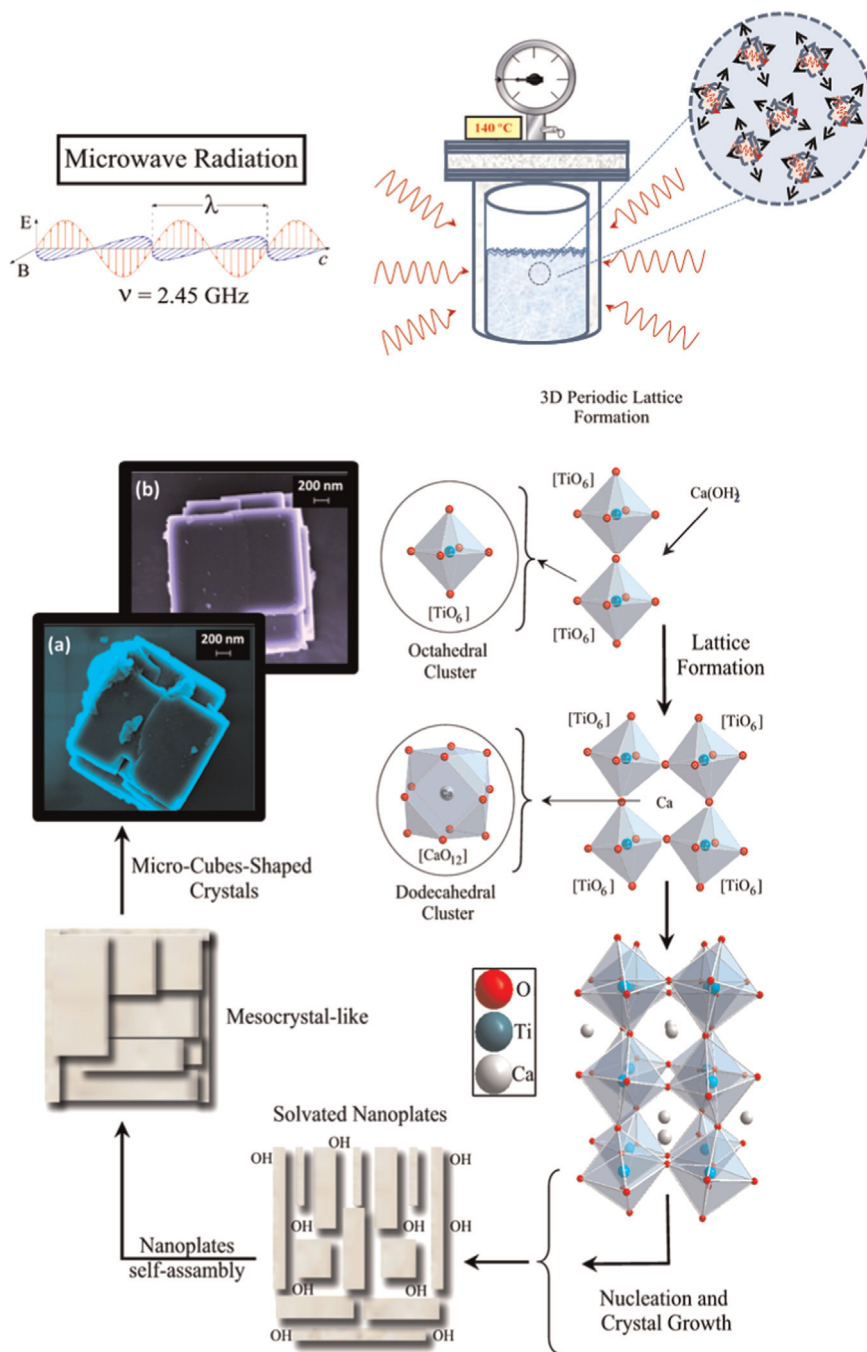 140 °C
Microwave Radiation
λ
E
B
c
ν = 2.45 GHz
3D Periodic Lattice
Formation
(b)
200 nm
(a)
200 nm
[TiO6]
Ca(OH)2
[TiO6]
[TiO6]
Octahedral
Cluster
Lattice
Formation
[TiO6]
[TiO6]
Ca
[CaO12]
[TiO6]
[TiO6]
Dodecahedral
Cluster
Micro-Cubes-Shaped
Crystals
Mesocrystal-like
O
Ti
Ca
Solvated Nanoplates
OH
OH
OH
OH
OH
OH
OH
OH
OH
OH
OH
Nanoplates
self-assembly
Nucleation and
Crystal Growth